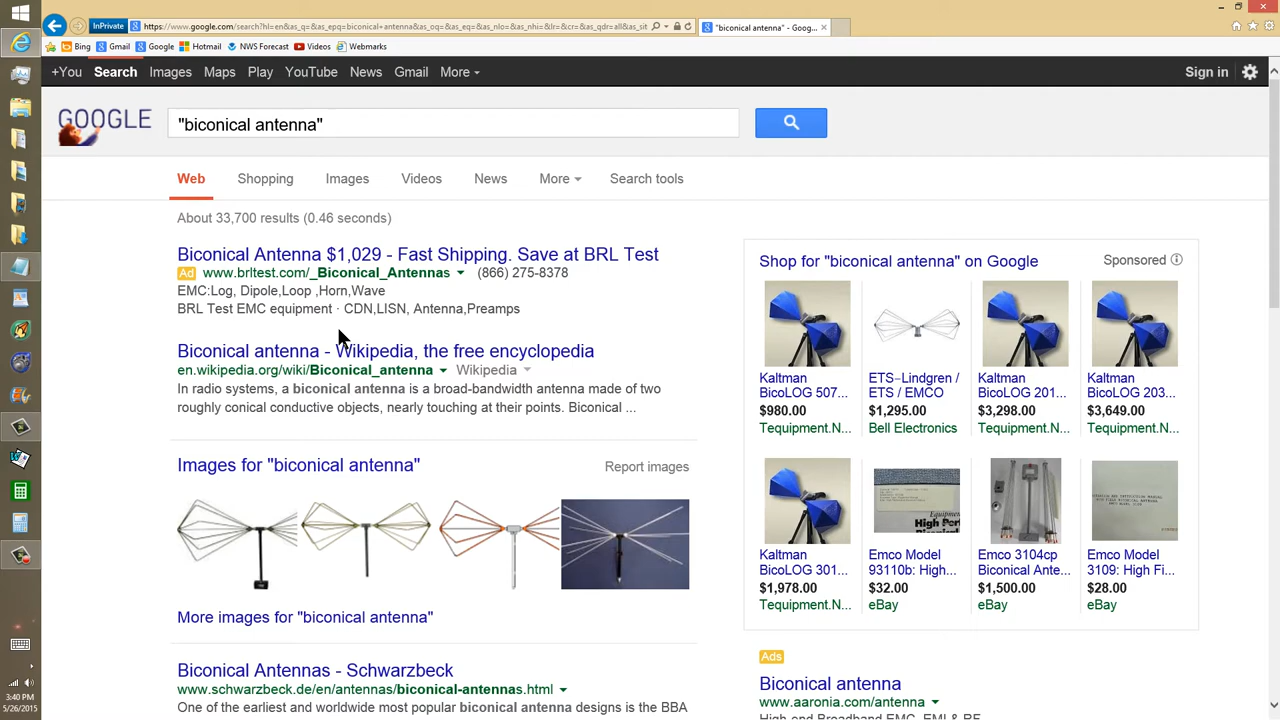 InPrivate
https://www.google.com/search?hl=en&as_q=&as_epq=biconical+antenna&as_oq=&as_eq=&as_nlo=&as_nhi=&lr=&cr=&as_qdr=all&as_sit
"biconical antenna" - Goog...
Bing Gmail Google Hotmail NWS Forecast Videos Webmarks
+You Search Images Maps Play YouTube News Gmail More Sign in
GOOGLE
"biconical antenna"
Web Shopping Images Videos News More Search tools
About 33,700 results (0.46 seconds)
Biconical Antenna $1,029 - Fast Shipping. Save at BRL Test
Ad www.brltest.com/_Biconical_Antennas (866) 275-8378
EMC:Log, Dipole,Loop ,Horn,Wave
BRL Test EMC equipment · CDN,LISN, Antenna,Preamps
Biconical antenna - Wikipedia, the free encyclopedia
en.wikipedia.org/wiki/Biconical_antenna Wikipedia
In radio systems, a biconical antenna is a broad-bandwidth antenna made of two
roughly conical conductive objects, nearly touching at their points. Biconical ...
Images for "biconical antenna" Report images
More images for "biconical antenna"
Biconical Antennas - Schwarzbeck
www.schwarzbeck.de/en/antennas/biconical-antennas.html
One of the earliest and worldwide most popular biconical antenna designs is the BBA
Shop for "biconical antenna" on Google Sponsored
Kaltman
BicoLOG 507...
$980.00
Tequipment.N...
ETS-Lindgren /
ETS / EMCO
$1,295.00
Bell Electronics
Kaltman
BicoLOG 201...
$3,298.00
Tequipment.N...
Kaltman
BicoLOG 203...
$3,649.00
Tequipment.N...
Kaltman
BicoLOG 301...
$1,978.00
Tequipment.N...
Emco Model
93110b: High...
$32.00
eBay
Emco 3104cp
Biconical Ante...
$1,500.00
eBay
Emco Model
3109: High Fi...
$28.00
eBay
Ads
Biconical antenna
www.aaronia.com/antenna
High-end Broadband EMC, EMI & RF
3:40 PM
5/26/2015